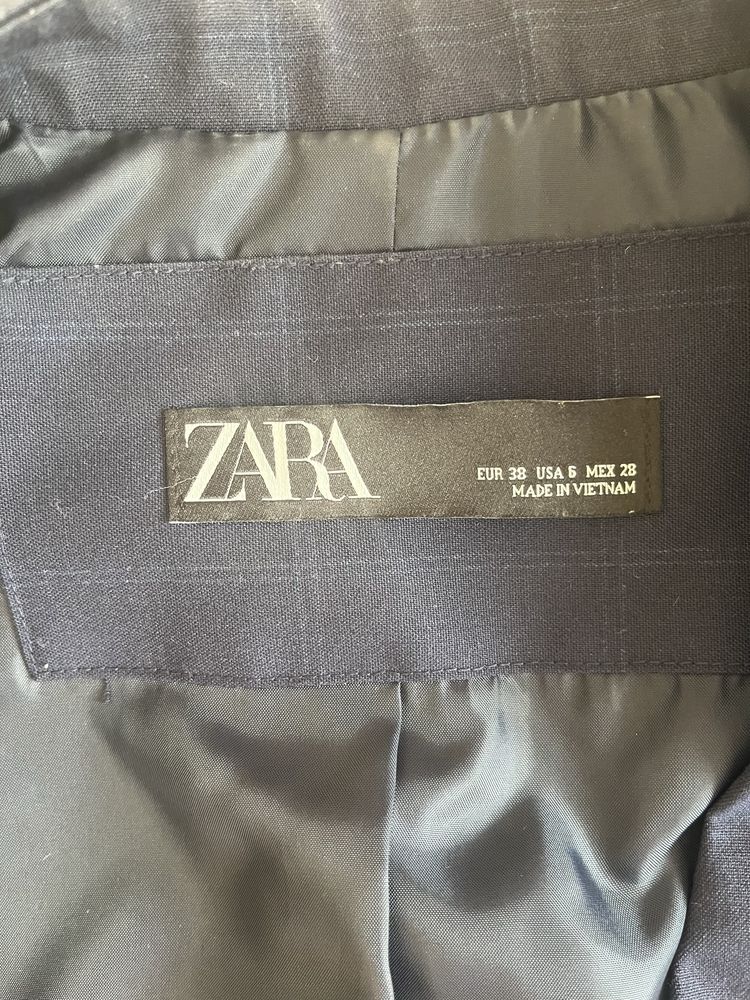 ZARA
EUR 38 USA 6 MEX 28
MADE IN VIETNAM